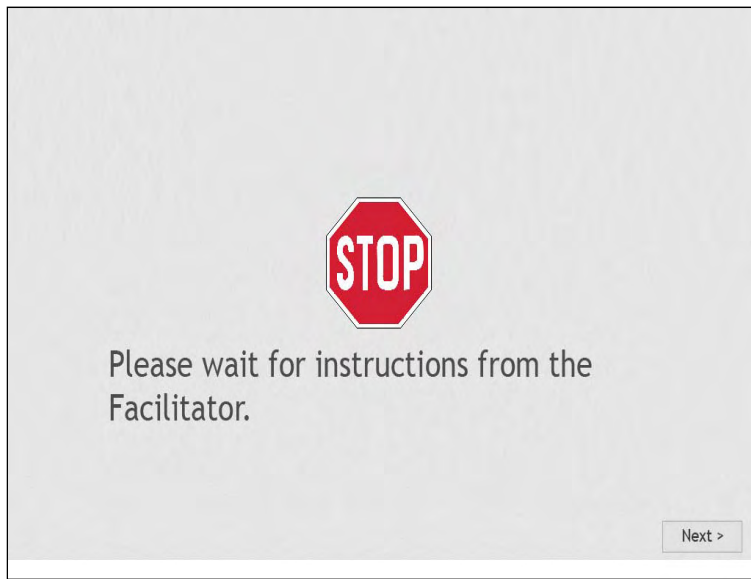 STOP
Please wait for instructions from the
Facilitator.
Next >